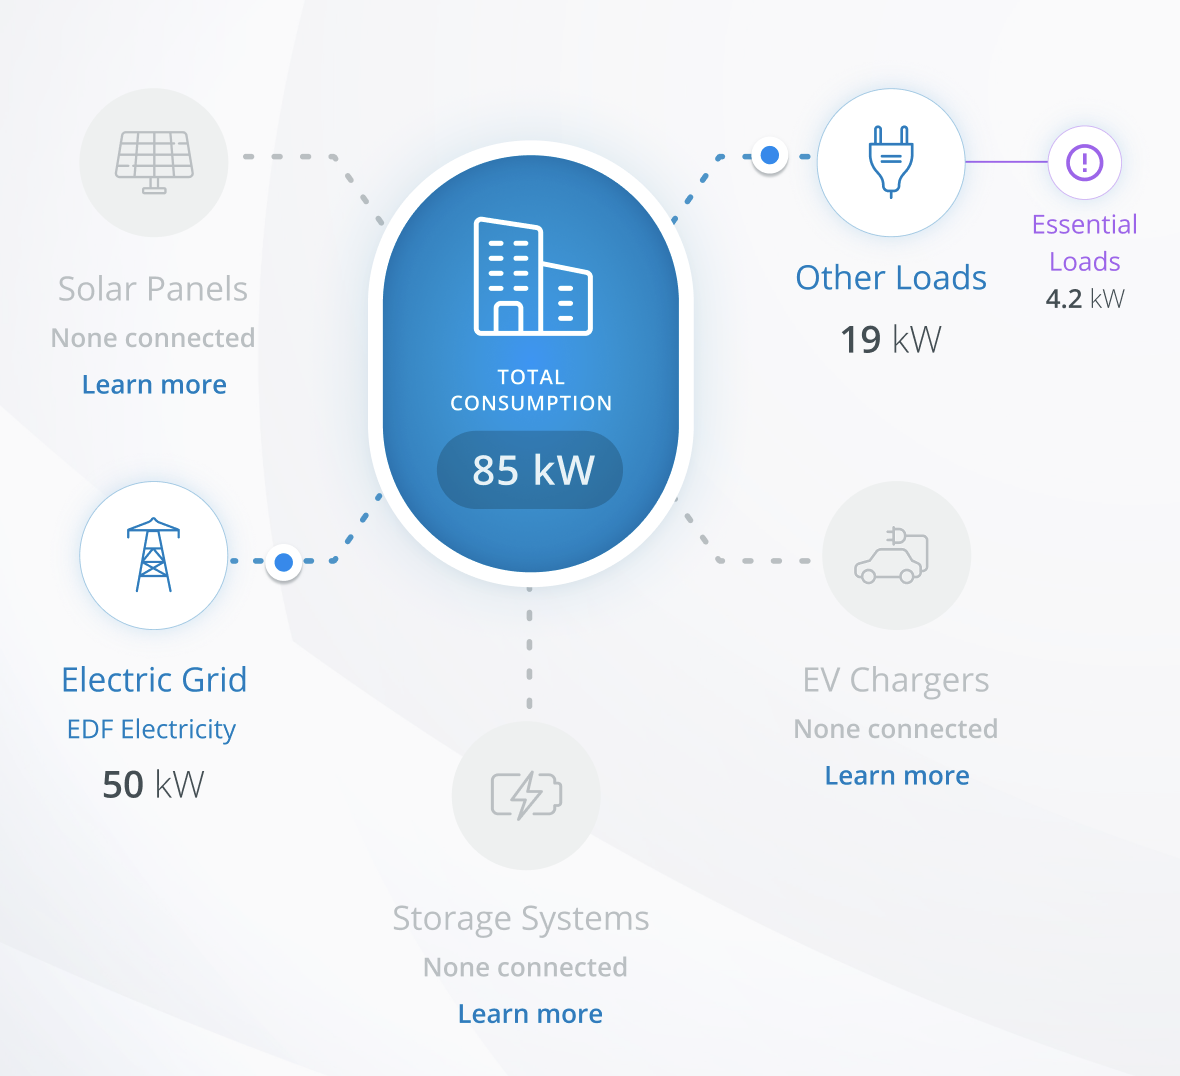 Solar Panels
None connected
Learn more
TOTAL
CONSUMPTION
85 kW
Other Loads
19 kW
Essential
Loads
4.2 kW
Electric Grid
EDF Electricity
50 kW
EV Chargers
None connected
Learn more
Storage Systems
None connected
Learn more